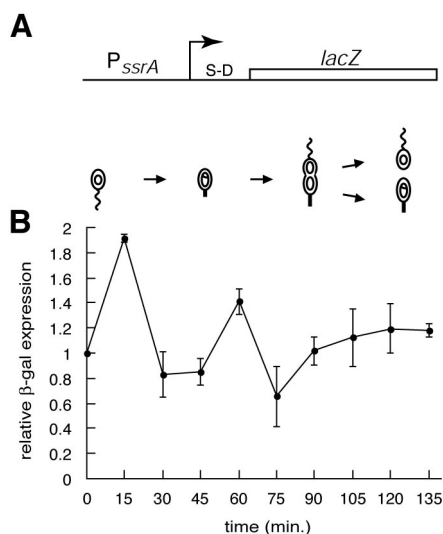 A
PssrA
S-D
lacZ
B
relative β-gal expression
2
1.8
1.6
1.4
1.2
1
0.8
0.6
0.4
0.2
0
0 15 30 45 60 75 90 105 120 135
time (min.)